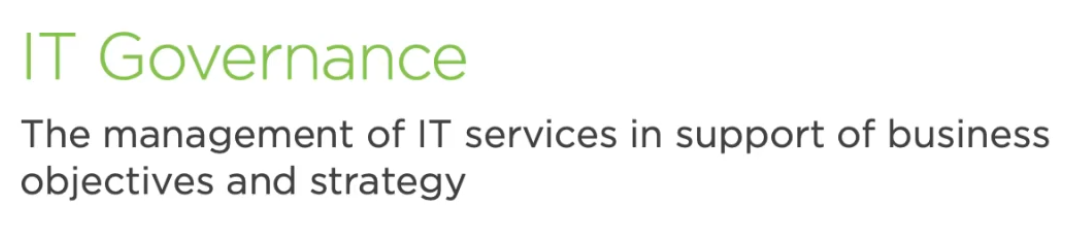 IT Governance
The management of IT services in support of business
objectives and strategy